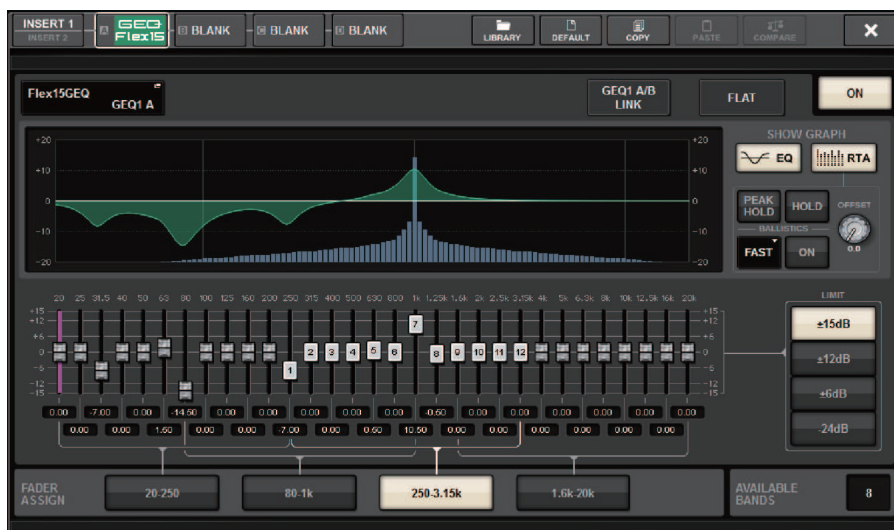 INSERT 1
INSERT 2
A GEQ Flex15
B BLANK
C BLANK
D BLANK
LIBRARY
DEFAULT
COPY
PASTE
COMPARE
×
Flex15GEQ
GEQ1 A
GEQ1 A/B LINK
FLAT
ON
SHOW GRAPH
EQ
RTA
PEAK HOLD
HOLD
OFFSET
BALLISTICS
FAST
ON
0.0
+20 +20
+10 +10
0 0
-10 -10
-20 -20
20 25 31.5 40 50 63 80 100 125 160 200 250 315 400 500 630 800 1k 1.25k 1.6k 2k 2.5k 3.15k 4k 5k 6.3k 8k 10k 12.5k 16k 20k
+15 +15
+12 +12
+6 +6
0 0
-6 -6
-12 -12
-15 -15
1 2 3 4 5 6 7 8 9 10 11 12
0.00 -7.00 0.00 -14.50 0.00 0.00 0.00 0.00 0.50 0.00 -0.50 0.00 0.00 0.00 0.00 0.00
0.00 0.00 1.50 0.00 0.00 -7.00 0.00 0.50 10.50 0.00 0.00 0.00 0.00 0.00 0.00
LIMIT
±15dB
±12dB
±6dB
-24dB
FADER ASSIGN
20-250
80-1k
250-3.15k
1.6k-20k
AVAILABLE BANDS
8